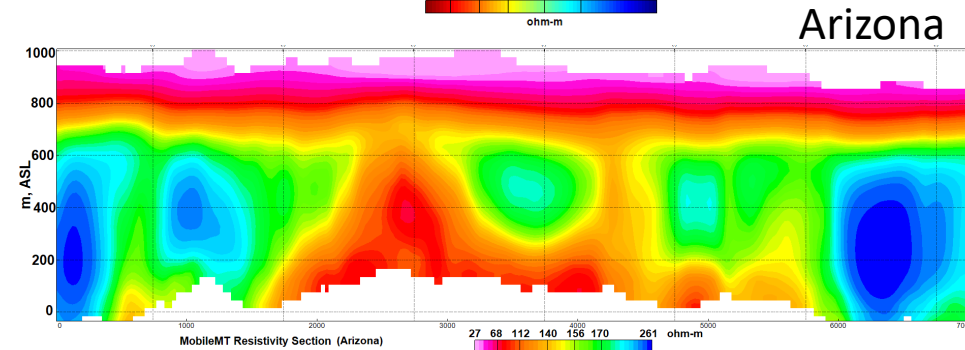 ohm-m
Arizona
1000
800
600
400
200
0
m, ASL
0 1000 2000 3000 4000 5000 6000 7000
MobileMT Resistivity Section (Arizona)
27 68 112 140 156 170 261 ohm-m